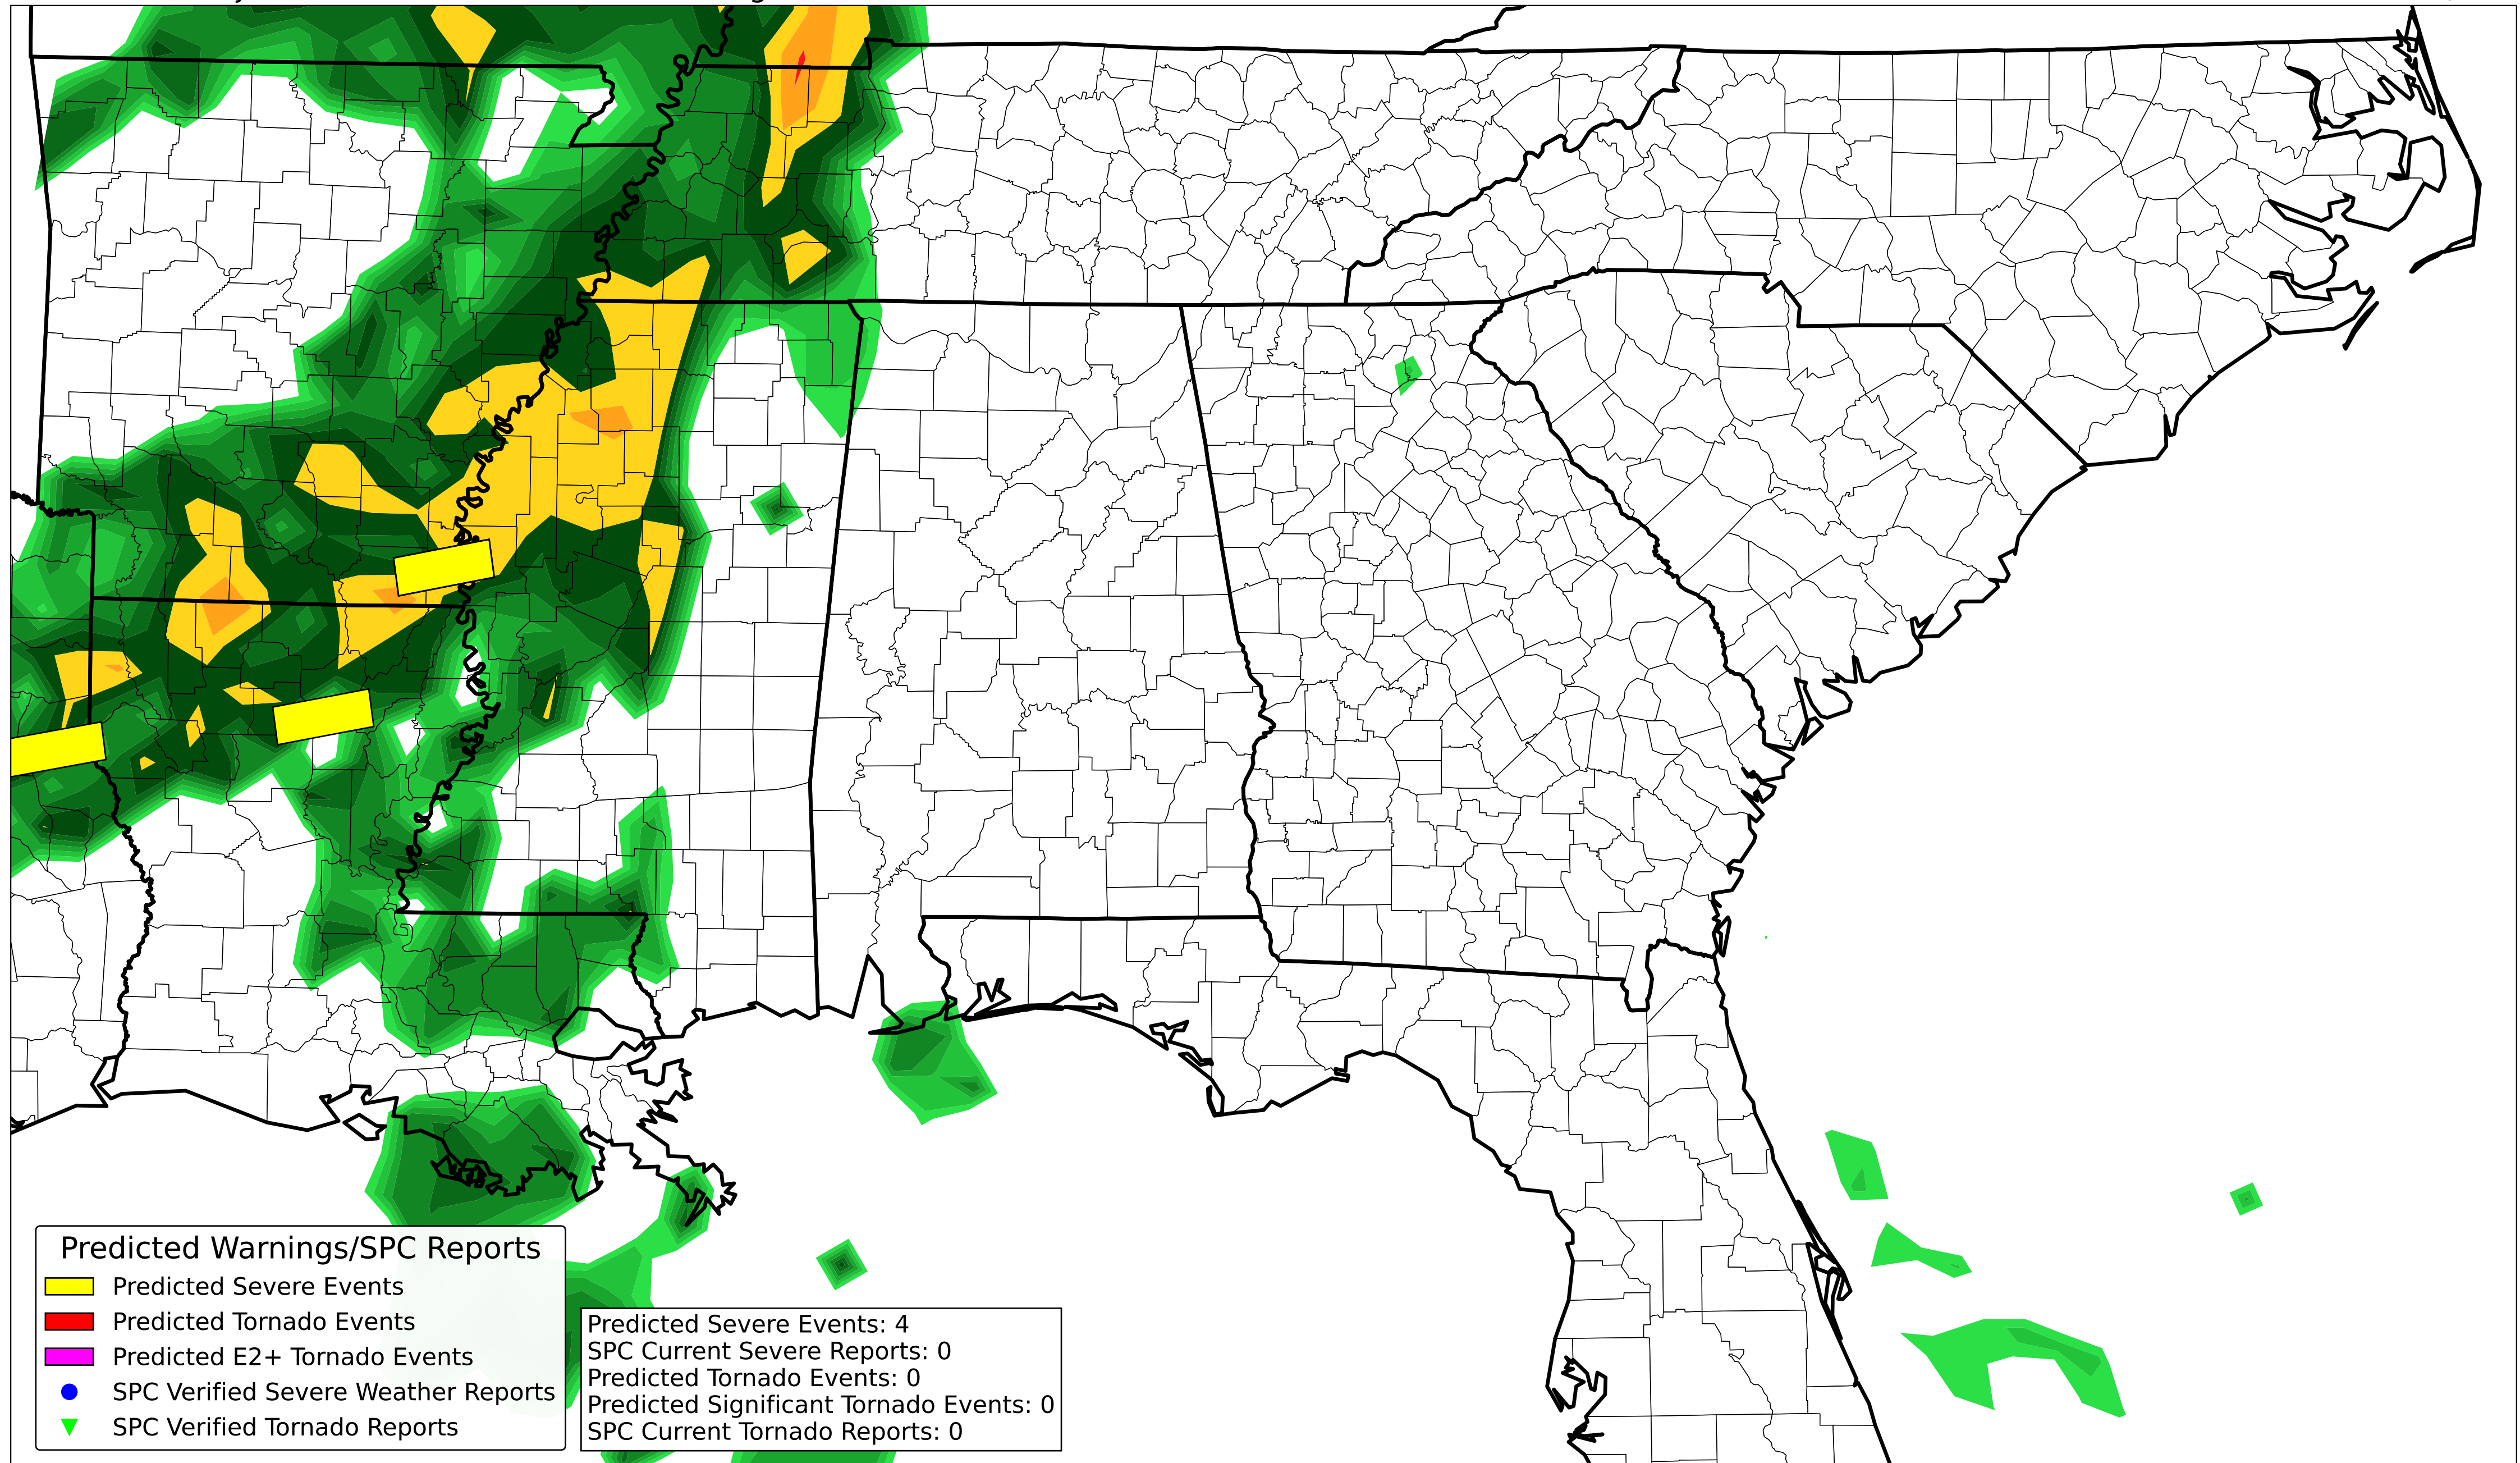 Predicted Warnings/SPC Reports
Predicted Severe Events
Predicted Tornado Events
Predicted E2+ Tornado Events
SPC Verified Severe Weather Reports
SPC Verified Tornado Reports
Predicted Severe Events: 4
SPC Current Severe Reports: 0
Predicted Tornado Events: 0
Predicted Significant Tornado Events: 0
SPC Current Tornado Reports: 0